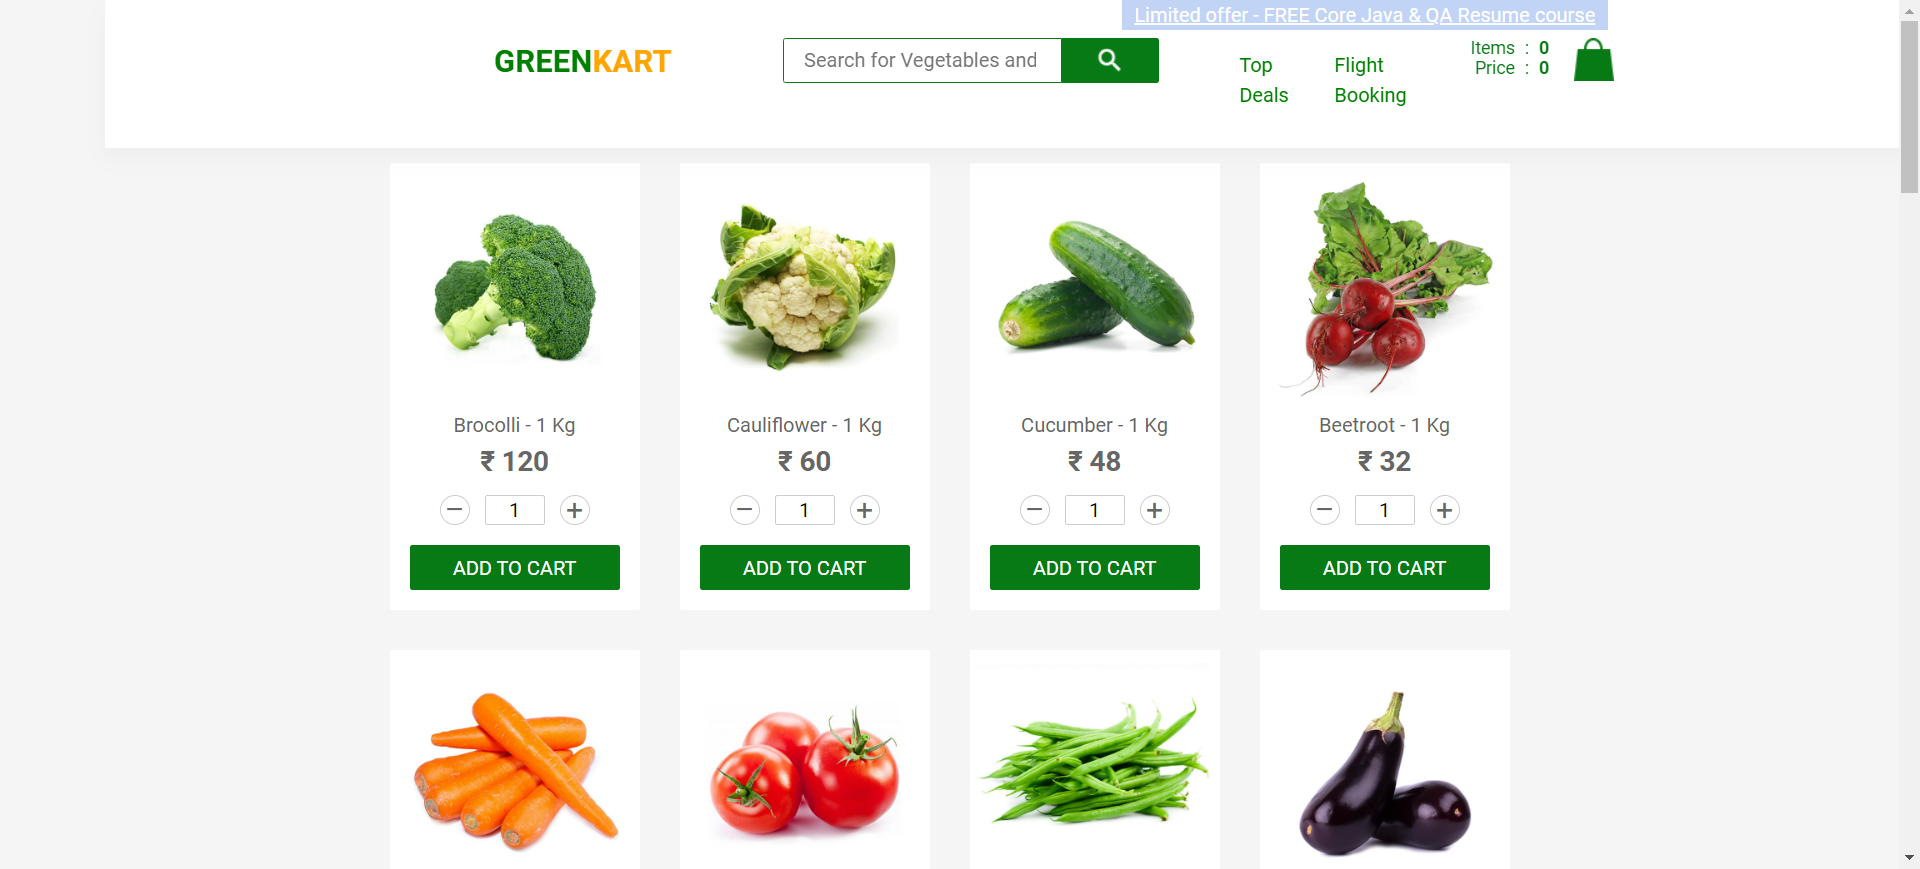 Limited offer - FREE Core Java & QA Resume course
GREENKART
Search for Vegetables and
Top
Deals
Flight
Booking
Items : 0
Price : 0
Brocolli - 1 Kg
₹ 120
1
ADD TO CART
Cauliflower - 1 Kg
₹ 60
1
ADD TO CART
Cucumber - 1 Kg
₹ 48
1
ADD TO CART
Beetroot - 1 Kg
₹ 32
1
ADD TO CART